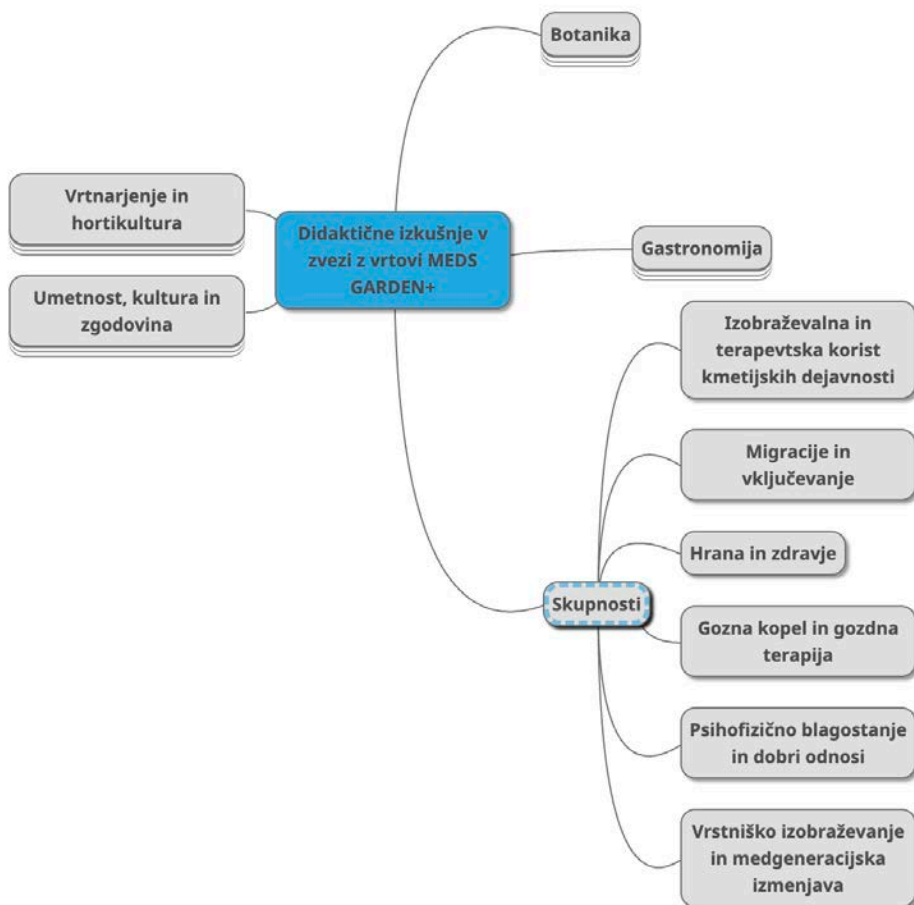 Botanika
Vrtnarjenje in
hortikultura
Didaktične izkušnje v
zvezi z vrtovi MEDS
GARDEN+
Gastronomija
Umetnost, kultura in
zgodovina
Izobraževalna in
terapevtska korist
kmetijskih dejavnosti
Migracije in
vključevanje
Hrana in zdravje
Skupnosti
Gozna kopel in gozdna
terapija
Psihofizično blagostanje
in dobri odnosi
Vrstniško izobraževanje
in medgeneracijska
izmenjava